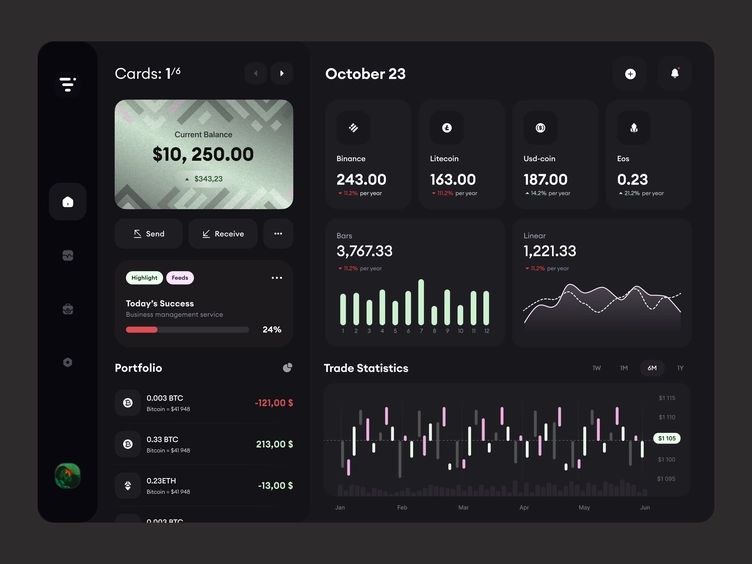 Cards: 1/6
Current Balance
$10, 250.00
$343,23
Send
Receive
Highlight
Feeds
Today's Success
Business management service
24%
Portfolio
0.003 BTC
Bitcoin = $41 948
-121,00 $
0.33 BTC
Bitcoin = $41 948
213,00 $
0.23ETH
Bitcoin = $41 948
-13,00 $
0.003 BTC
October 23
Binance
243.00
11.2% per year
Litecoin
163.00
111.2% per year
Usd-coin
187.00
14.2% per year
Eos
0.23
21.2% per year
Bars
3,767.33
11.2% per year
1 2 3 4 5 6 7 8 9 10 11 12
Linear
1,221.33
11.2% per year
Trade Statistics
1W 1M 6M 1Y
$1 115
$1 110
$1 105
$1 100
$1 095
Jan Feb Mar Apr May Jun